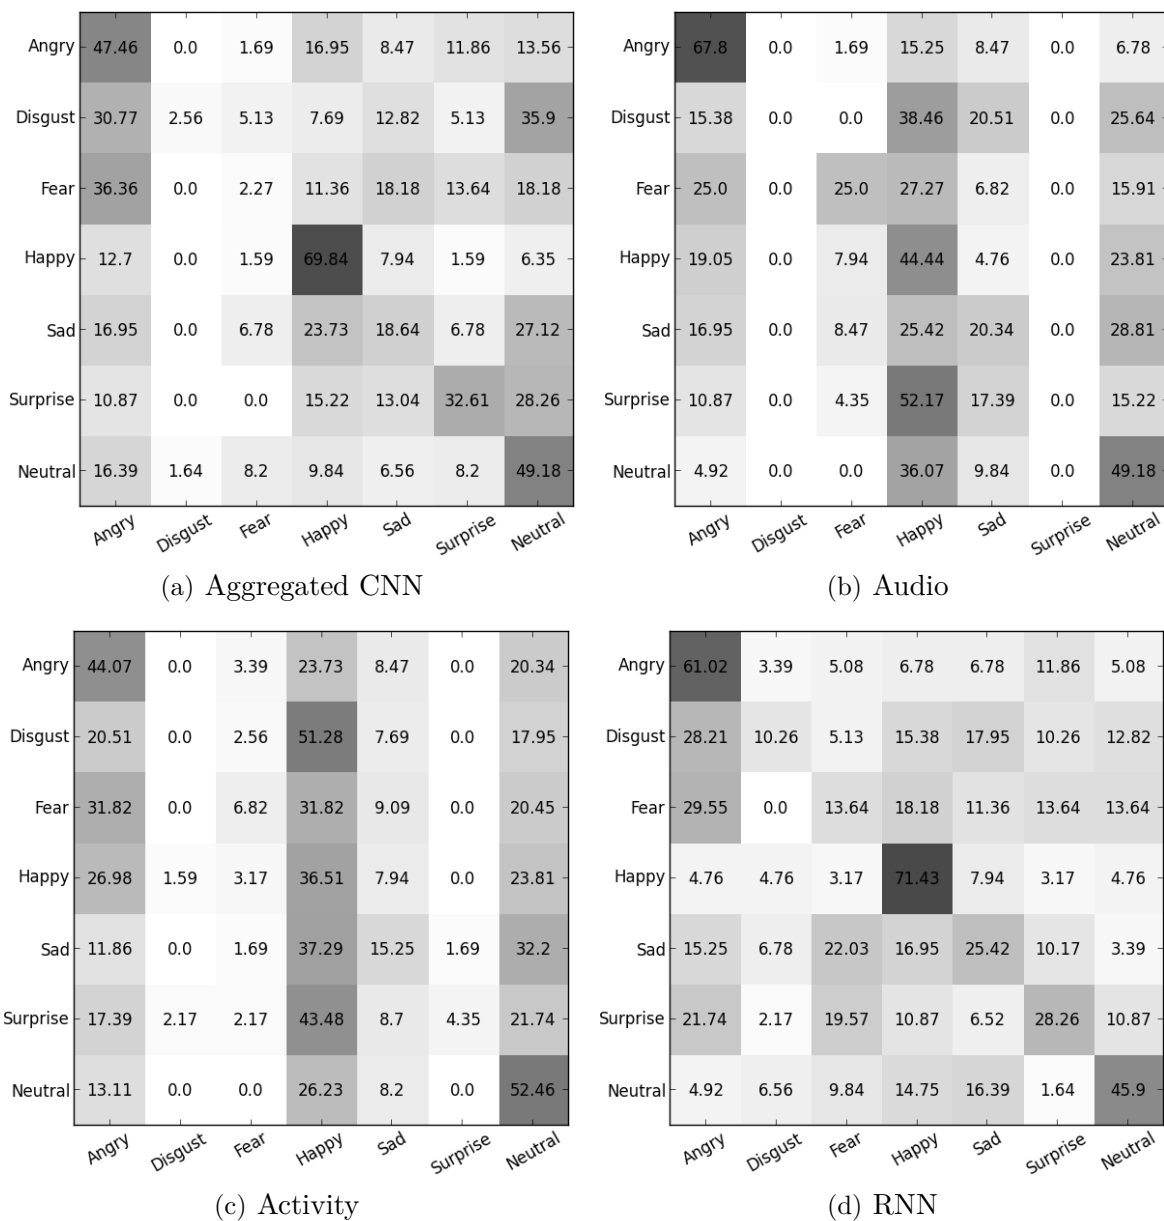 Angry 47.46 0.0 1.69 16.95 8.47 11.86 13.56
Disgust 30.77 2.56 5.13 7.69 12.82 5.13 35.9
Fear 36.36 0.0 2.27 11.36 18.18 13.64 18.18
Happy 12.7 0.0 1.59 69.84 7.94 1.59 6.35
Sad 16.95 0.0 6.78 23.73 18.64 6.78 27.12
Surprise 10.87 0.0 0.0 15.22 13.04 32.61 28.26
Neutral 16.39 1.64 8.2 9.84 6.56 8.2 49.18
Angry Disgust Fear Happy Sad Surprise Neutral
(a) Aggregated CNN
Angry 67.8 0.0 1.69 15.25 8.47 0.0 6.78
Disgust 15.38 0.0 0.0 38.46 20.51 0.0 25.64
Fear 25.0 0.0 25.0 27.27 6.82 0.0 15.91
Happy 19.05 0.0 7.94 44.44 4.76 0.0 23.81
Sad 16.95 0.0 8.47 25.42 20.34 0.0 28.81
Surprise 10.87 0.0 4.35 52.17 17.39 0.0 15.22
Neutral 4.92 0.0 0.0 36.07 9.84 0.0 49.18
Angry Disgust Fear Happy Sad Surprise Neutral
(b) Audio
Angry 44.07 0.0 3.39 23.73 8.47 0.0 20.34
Disgust 20.51 0.0 2.56 51.28 7.69 0.0 17.95
Fear 31.82 0.0 6.82 31.82 9.09 0.0 20.45
Happy 26.98 1.59 3.17 36.51 7.94 0.0 23.81
Sad 11.86 0.0 1.69 37.29 15.25 1.69 32.2
Surprise 17.39 2.17 2.17 43.48 8.7 4.35 21.74
Neutral 13.11 0.0 0.0 26.23 8.2 0.0 52.46
Angry Disgust Fear Happy Sad Surprise Neutral
(c) Activity
Angry 61.02 3.39 5.08 6.78 6.78 11.86 5.08
Disgust 28.21 10.26 5.13 15.38 17.95 10.26 12.82
Fear 29.55 0.0 13.64 18.18 11.36 13.64 13.64
Happy 4.76 4.76 3.17 71.43 7.94 3.17 4.76
Sad 15.25 6.78 22.03 16.95 25.42 10.17 3.39
Surprise 21.74 2.17 19.57 10.87 6.52 28.26 10.87
Neutral 4.92 6.56 9.84 14.75 16.39 1.64 45.9
Angry Disgust Fear Happy Sad Surprise Neutral
(d) RNN